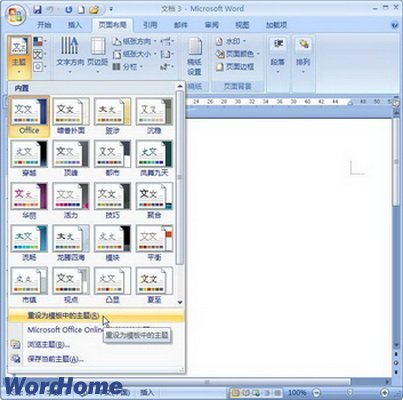 文档 3 - Microsoft Word
开始 插入 页面布局 引用 邮件 审阅 视图 加载项
主题 文字方向 页边距 纸张方向 纸张大小 分栏 稿纸设置 水印 页面颜色 页面边框 段落 排列
稿纸 页面背景
内置
Office 暗香扑面 跋涉 沉稳
穿越 顶峰 都市 凤舞九天
华丽 活力 技巧 聚合
流畅 龙腾四海 模块 平衡
市镇 视点 凸显 夏至
重设为模板中的主题(R)
Microsoft Office Online
重设为模板中的主题
浏览主题(B)...
保存当前主题(A)...
WordHome
插入 100%